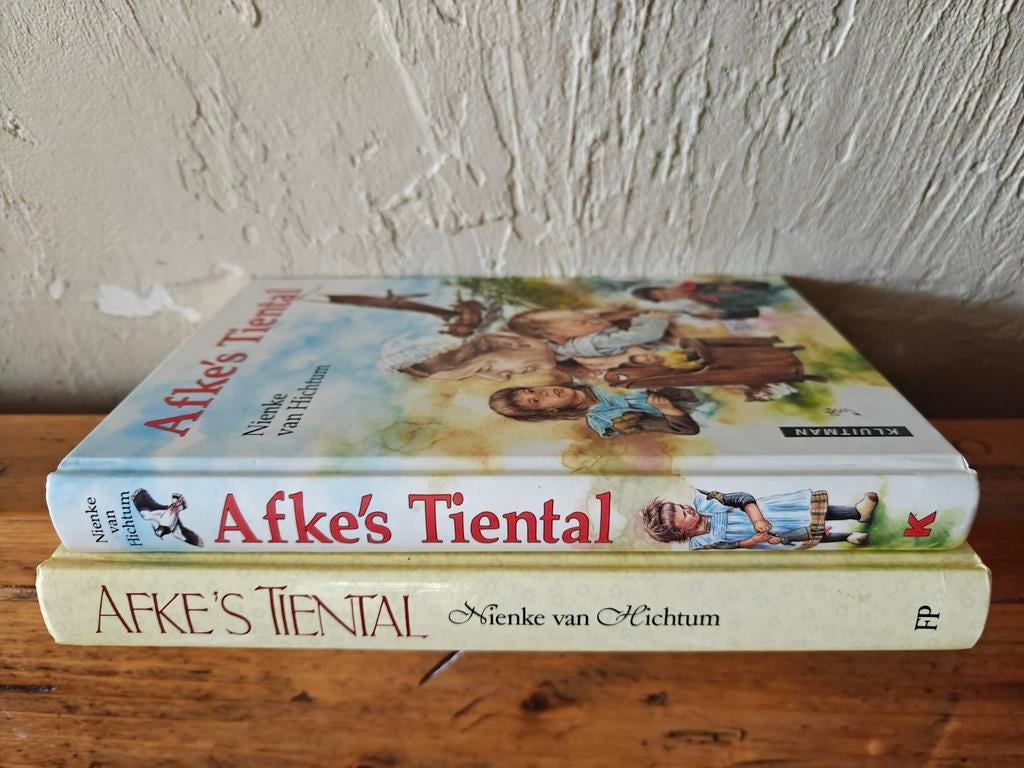 Afke's Tiental
Nienke
van Hichtum
KLUITMAN
Nienke
van
Hichtum
Afke's Tiental
K
AFKE'S TIENTAL Nienke van Hichtum FP